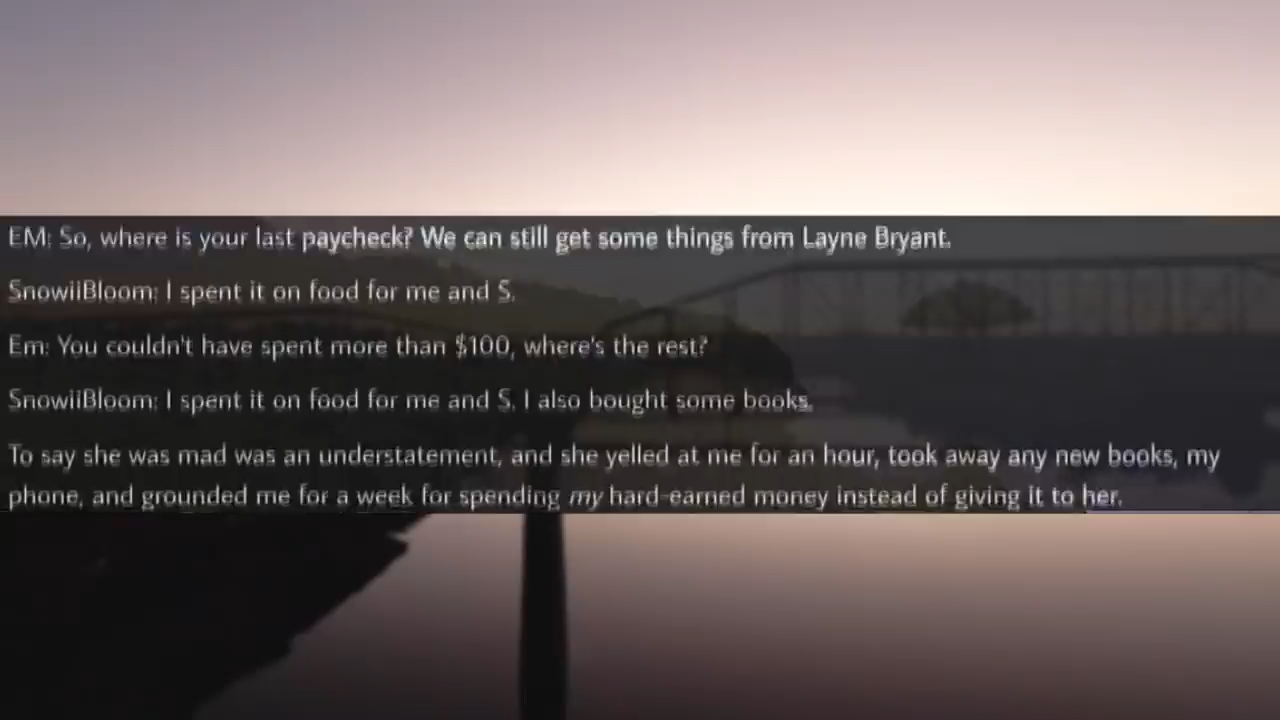 EM: So, where is your last paycheck? We can still get some things from Layne Bryant.
SnowiiBloom: I spent it on food for me and S.
Em: You couldn't have spent more than $100, where's the rest?
SnowiiBloom: I spent it on food for me and S. I also bought some books.
To say she was mad was an understatement, and she yelled at me for an hour, took away any new books, my
phone, and grounded me for a week for spending my hard-earned money instead of giving it to her.